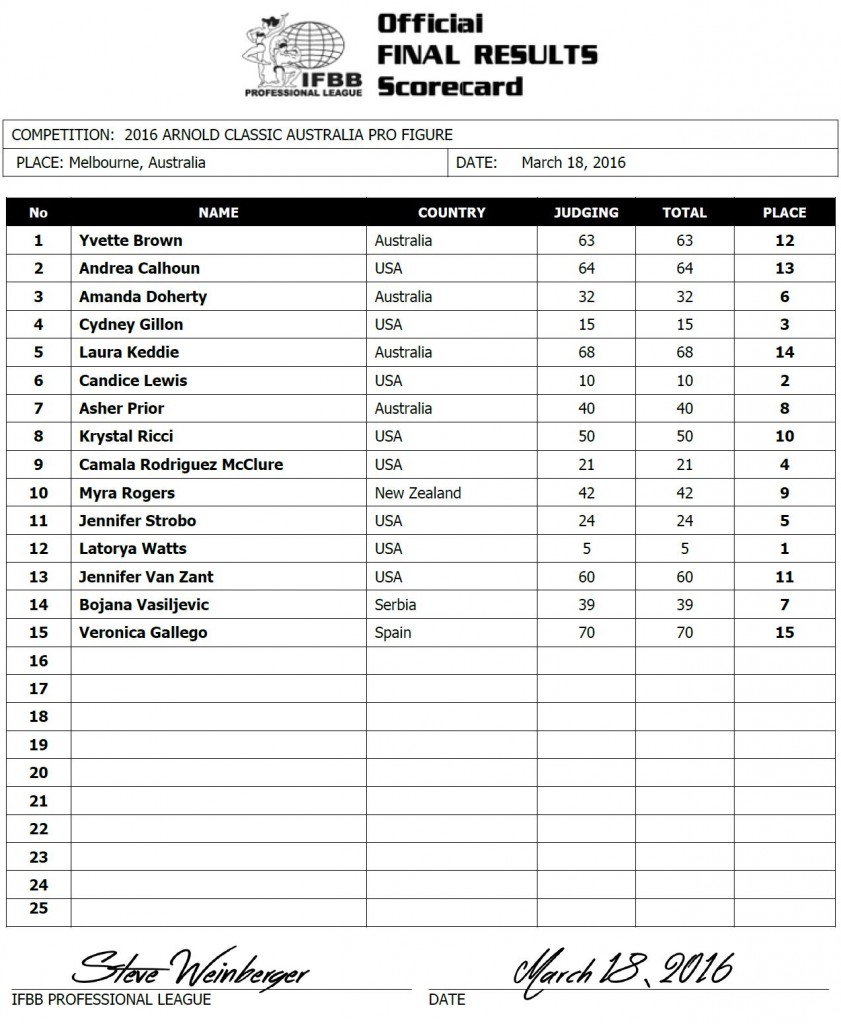 Official
FINAL RESULTS
Scorecard
IFBB
PROFESSIONAL LEAGUE
COMPETITION: 2016 ARNOLD CLASSIC AUSTRALIA PRO FIGURE
PLACE: Melbourne, Australia DATE: March 18, 2016
No NAME COUNTRY JUDGING TOTAL PLACE
1 Yvette Brown Australia 63 63 12
2 Andrea Calhoun USA 64 64 13
3 Amanda Doherty Australia 32 32 6
4 Cydney Gillon USA 15 15 3
5 Laura Keddie Australia 68 68 14
6 Candice Lewis USA 10 10 2
7 Asher Prior Australia 40 40 8
8 Krystal Ricci USA 50 50 10
9 Camala Rodriguez McClure USA 21 21 4
10 Myra Rogers New Zealand 42 42 9
11 Jennifer Strobo USA 24 24 5
12 Latorya Watts USA 5 5 1
13 Jennifer Van Zant USA 60 60 11
14 Bojana Vasiljevic Serbia 39 39 7
15 Veronica Gallego Spain 70 70 15
16
17
18
19
20
21
22
23
24
25
Steve Weinberger March 18, 2016
IFBB PROFESSIONAL LEAGUE DATE